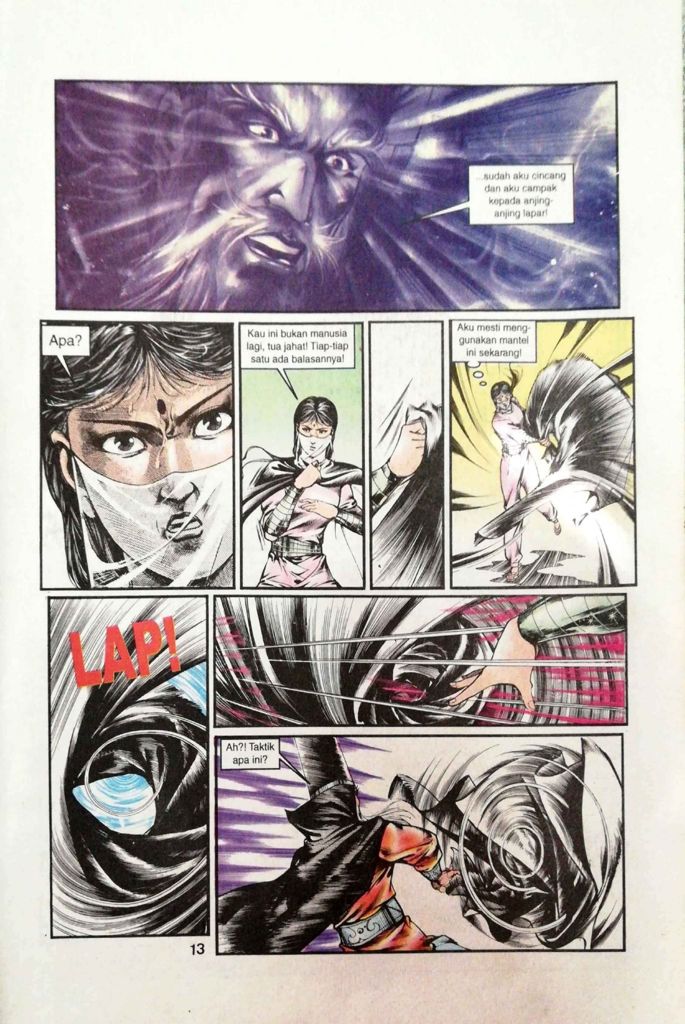 ...sudah aku cincang
dan aku campak
kepada anjing-
anjing lapar!
Apa?
Kau ini bukan manusia
lagi, tua jahat! Tiap-tiap
satu ada balasannya!
Aku mesti meng-
gunakan mantel
ini sekarang!
LAP!
Ah?! Taktik
apa ini?
13